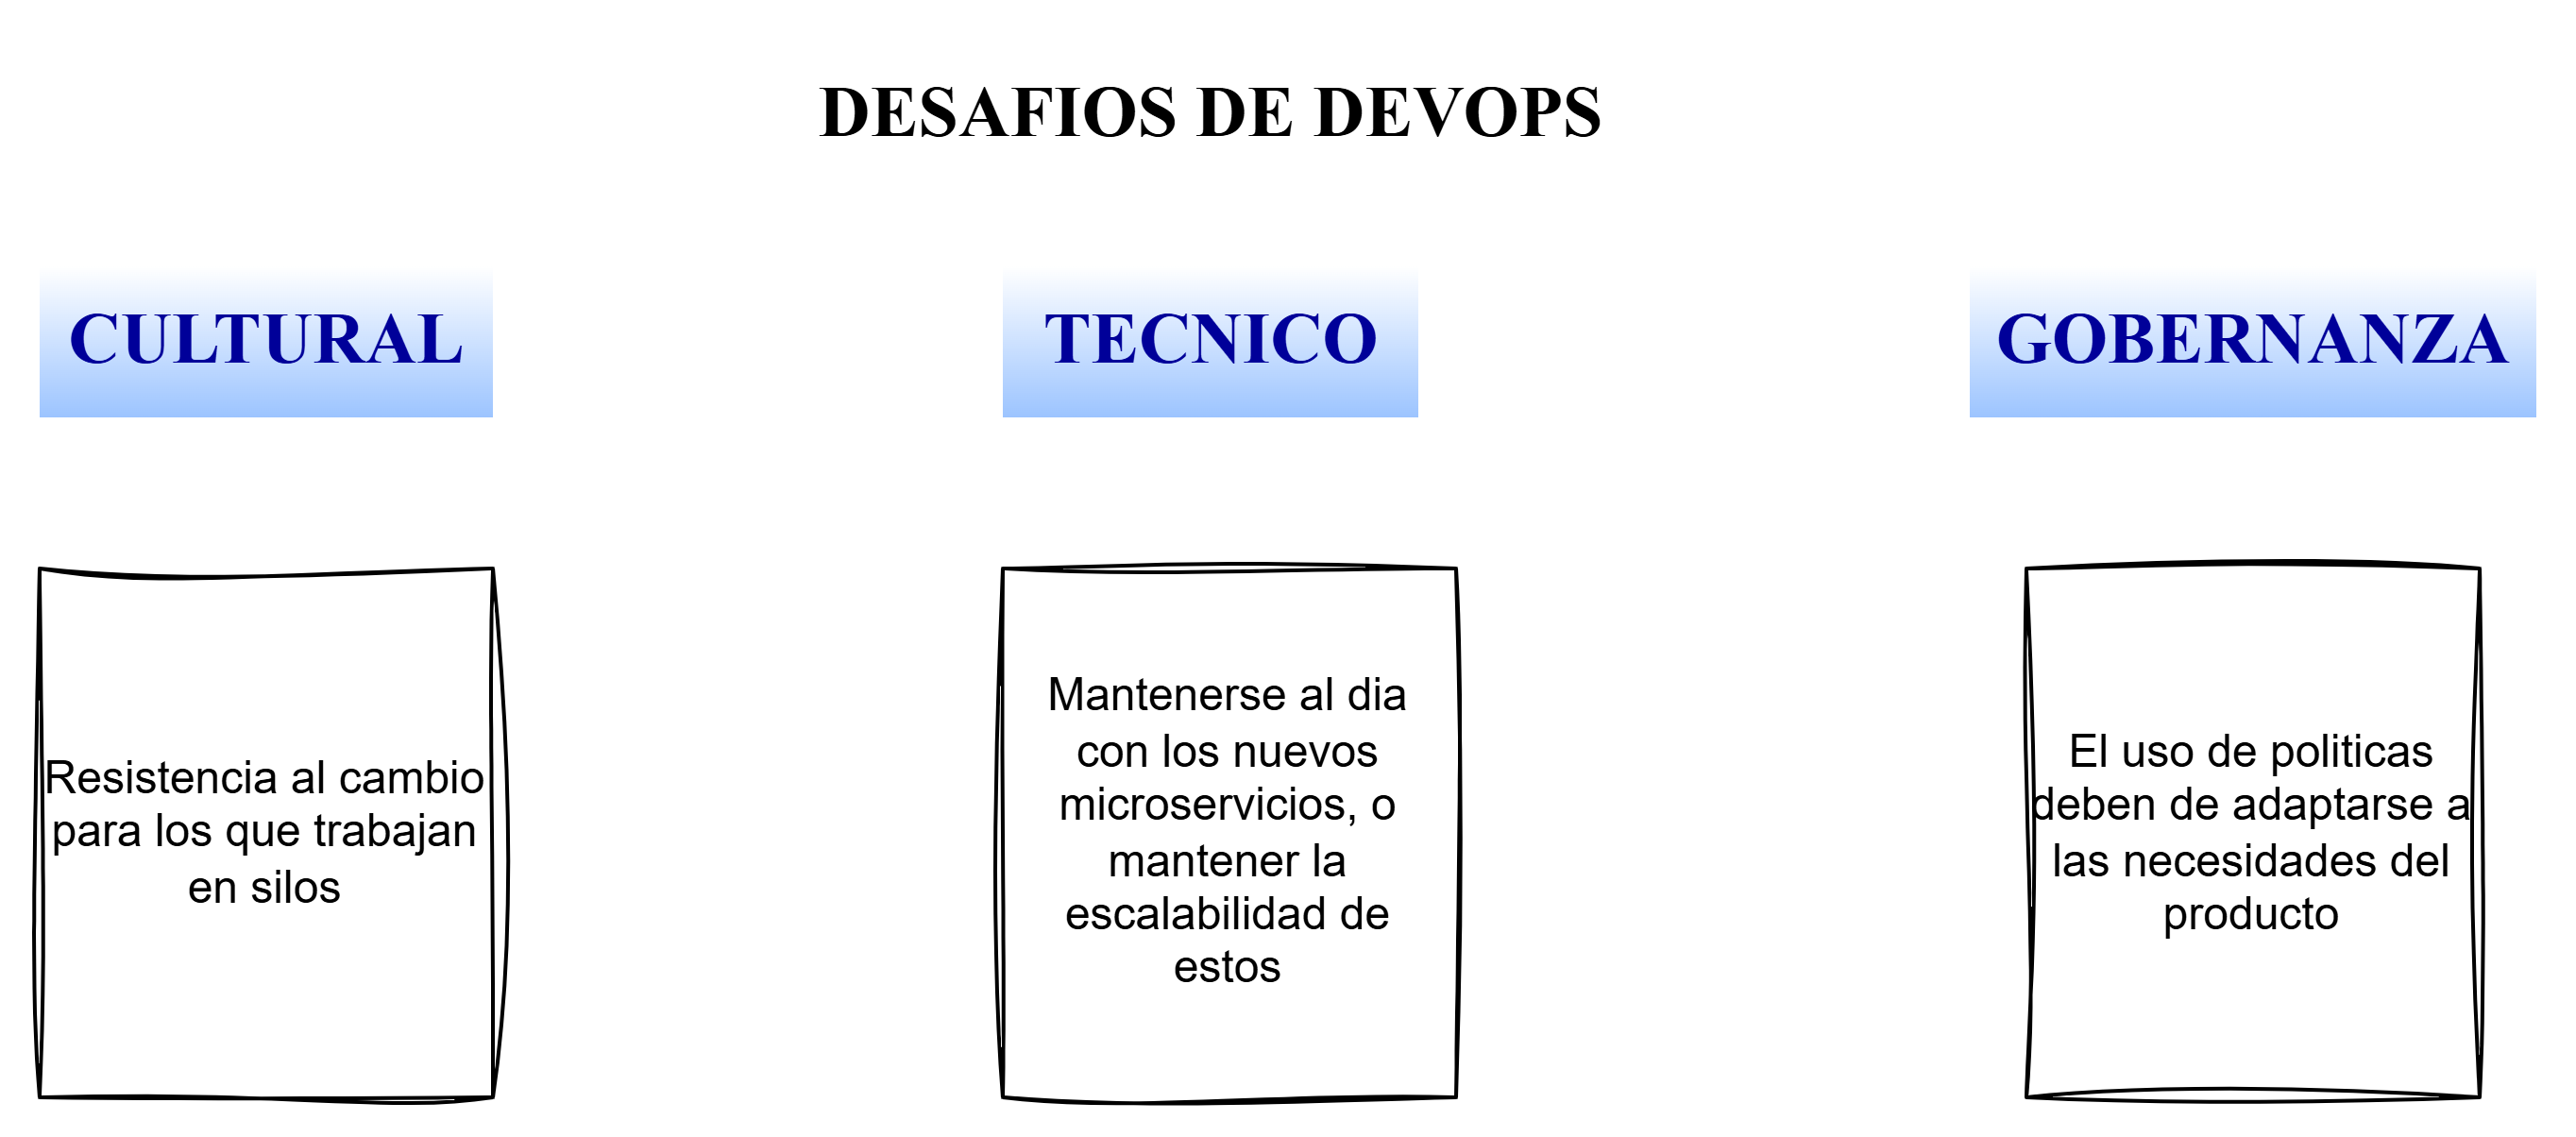 DESAFIOS DE DEVOPS
CULTURAL
TECNICO
GOBERNANZA
Resistencia al cambio
para los que trabajan
en silos
Mantenerse al dia
con los nuevos
microservicios, o
mantener la
escalabilidad de
estos
El uso de politicas
deben de adaptarse a
las necesidades del
producto